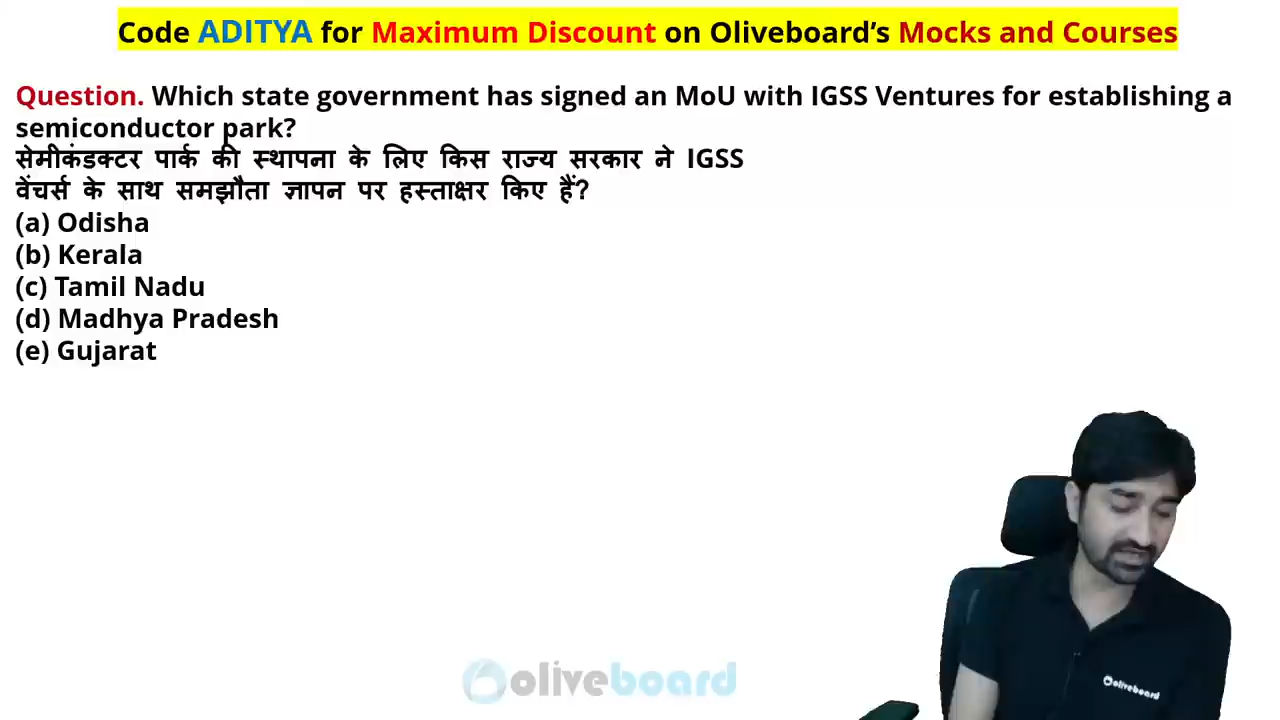 Code ADITYA for Maximum Discount on Oliveboard’s Mocks and Courses
Question. Which state government has signed an MoU with IGSS Ventures for establishing a
semiconductor park?
सेमीकंडक्टर पार्क की स्थापना के लिए किस राज्य सरकार ने IGSS
वेंचर्स के साथ समझौता ज्ञापन पर हस्ताक्षर किए हैं?
(a) Odisha
(b) Kerala
(c) Tamil Nadu
(d) Madhya Pradesh
(e) Gujarat
oliveboard
oliveboard